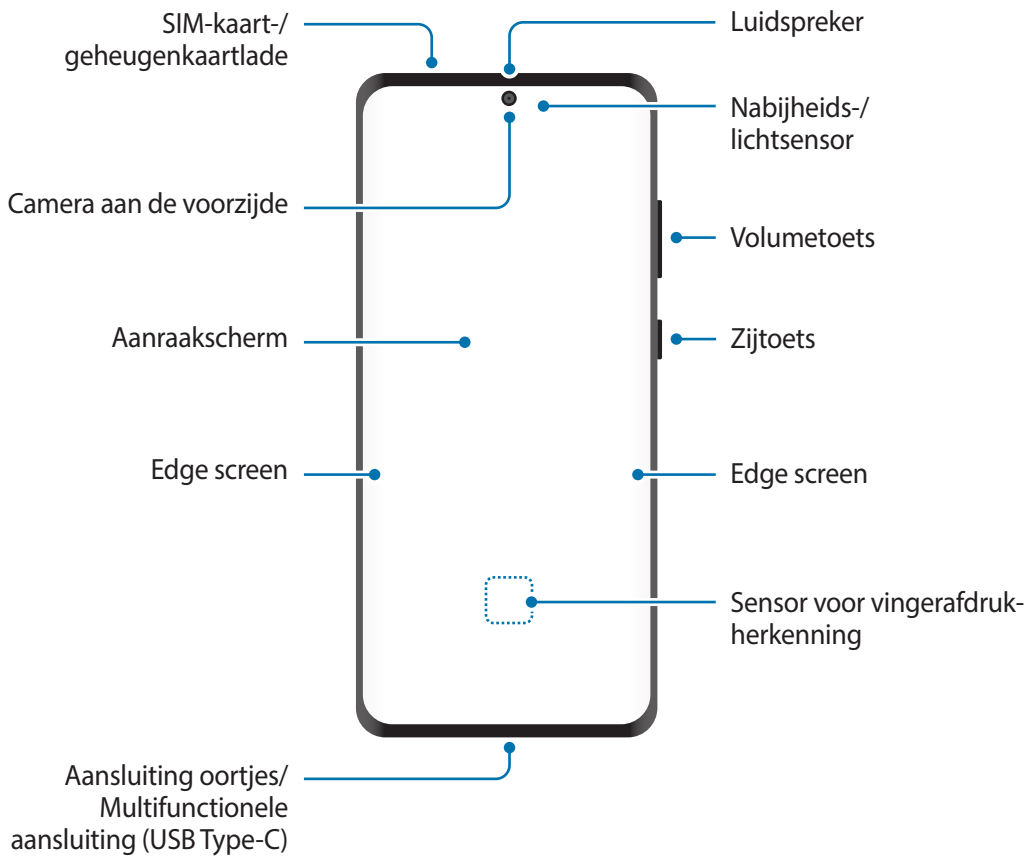 SIM-kaart-/
geheugenkaartlade
Luidspreker
Nabijheids-/
lichtsensor
Camera aan de voorzijde
Volumetoets
Aanraakscherm
Zijtoets
Edge screen
Edge screen
Sensor voor vingerafdruk-
herkenning
Aansluiting oortjes/
Multifunctionele
aansluiting (USB Type-C)